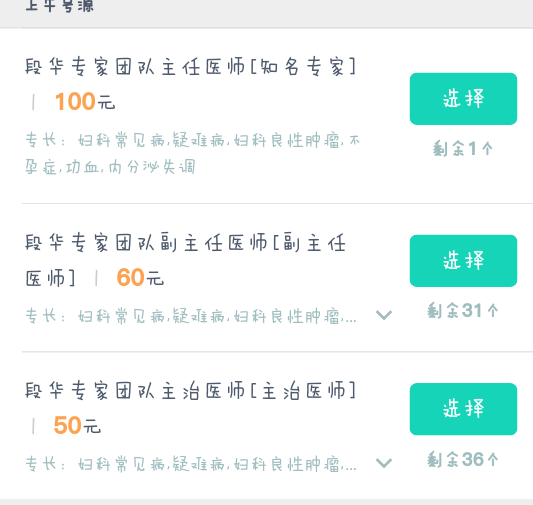 上午号源
段华专家团队主任医师[知名专家]
| 100元
选择
专长：妇科常见病,疑难病,妇科良性肿瘤,不
孕症,功血,内分泌失调
剩余1个
段华专家团队副主任医师[副主任
医师] | 60元
选择
专长：妇科常见病,疑难病,妇科良性肿瘤,...
剩余31个
段华专家团队主治医师[主治医师]
| 50元
选择
专长：妇科常见病,疑难病,妇科良性肿瘤,...
剩余36个